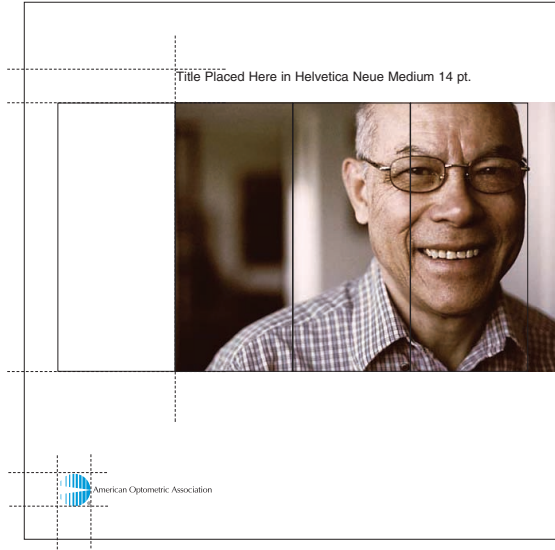 Title Placed Here in Helvetica Neue Medium 14 pt.
American Optometric Association